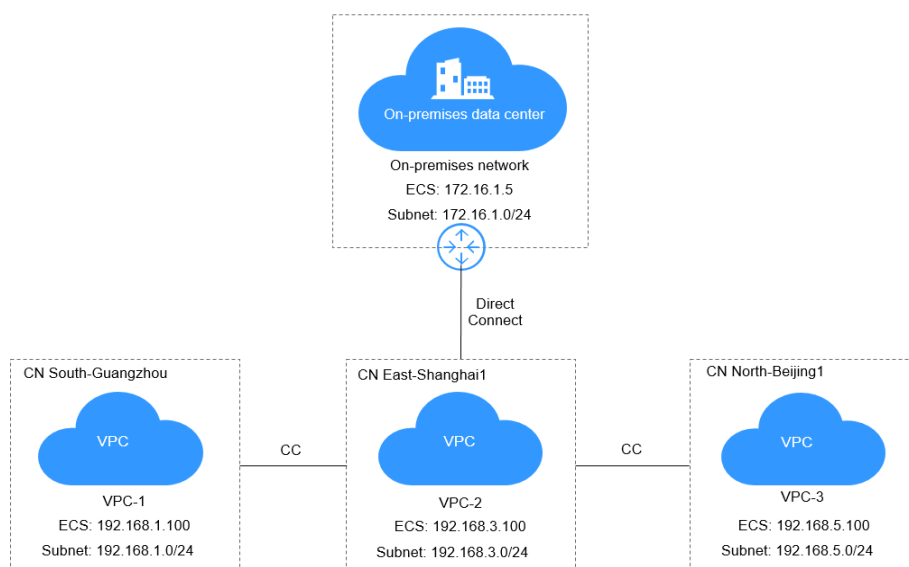 On-premises data center
On-premises network
ECS: 172.16.1.5
Subnet: 172.16.1.0/24
Direct
Connect
CN South-Guangzhou
VPC
VPC-1
ECS: 192.168.1.100
Subnet: 192.168.1.0/24
CC
CN East-Shanghai1
VPC
VPC-2
ECS: 192.168.3.100
Subnet: 192.168.3.0/24
CC
CN North-Beijing1
VPC
VPC-3
ECS: 192.168.5.100
Subnet: 192.168.5.0/24